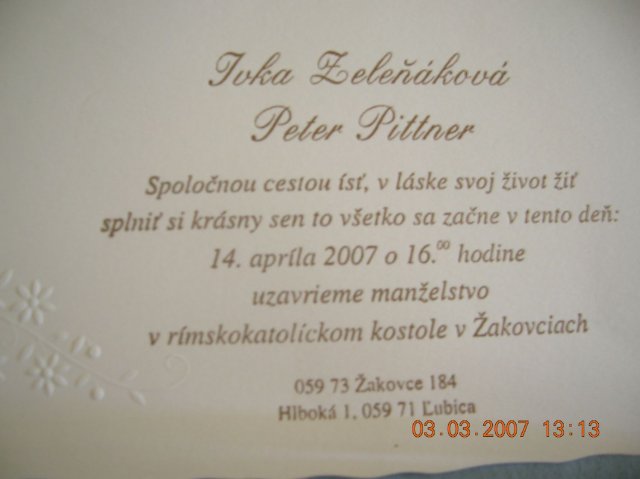 Ivka Zeleňáková
Peter Pittner
Spoločnou cestou ísť, v láske svoj život žiť
splniť si krásny sen to všetko sa začne v tento deň:
14. apríla 2007 o 16.00 hodine
uzavrieme manželstvo
v rímskokatolíckom kostole v Žakovciach
059 73 Žakovce 184
Hlboká 1, 059 71 Ľubica
03.03.2007 13:13